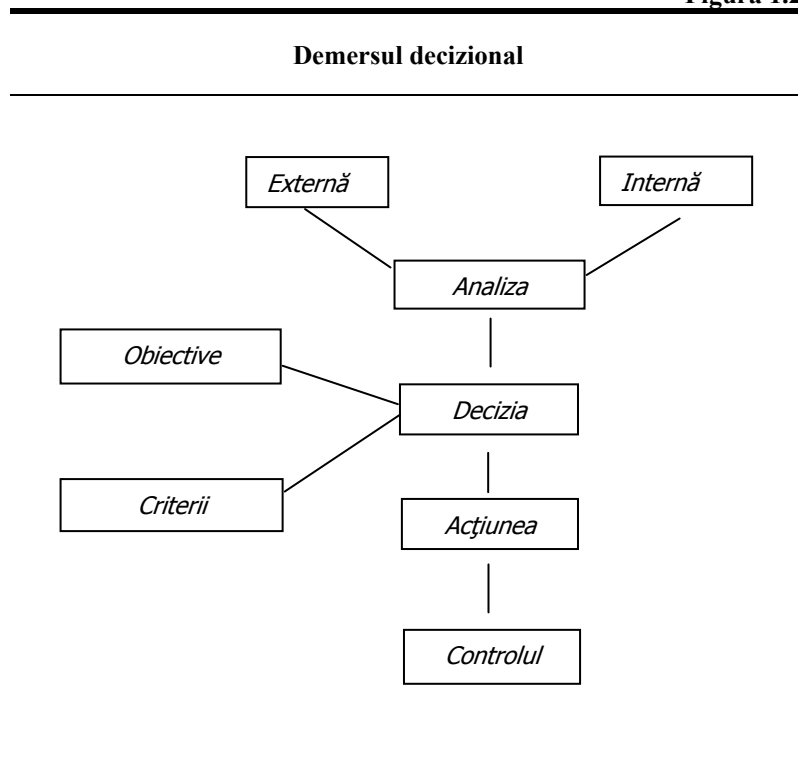 Figura 1.2
Demersul decizional
Externă
Internă
Analiza
Obiective
Decizia
Criterii
Acţiunea
Controlul